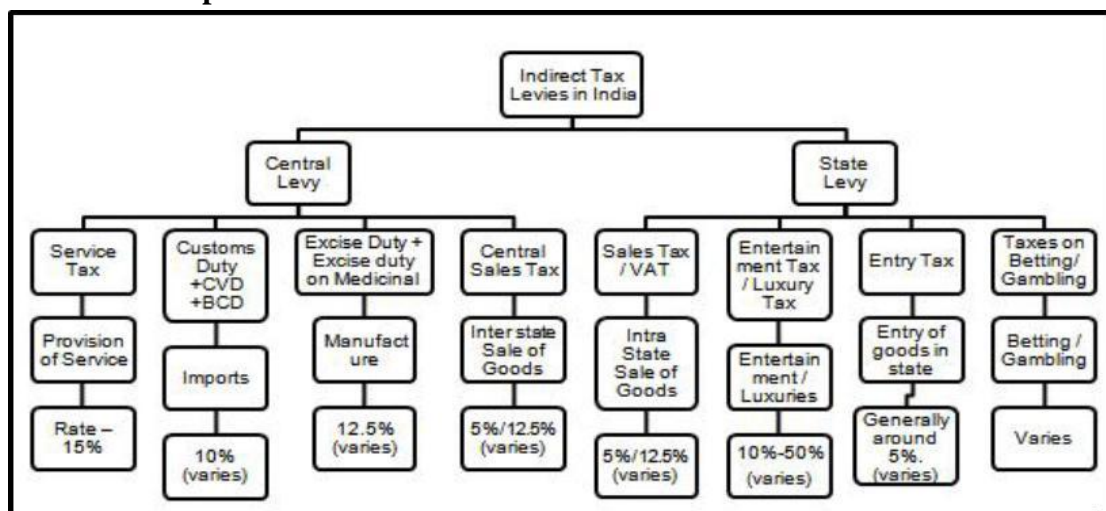 Indirect Tax
Levies in India
Central
Levy
State
Levy
Service
Tax
Customs
Duty
+CVD
+BCD
Excise Duty +
Excise duty
on Medicinal
Central
Sales Tax
Sales Tax
/ VAT
Entertain
ment Tax
/ Luxury
Tax
Entry Tax
Taxes on
Betting/
Gambling
Provision
of Service
Imports
Manufact
ure
Inter state
Sale of
Goods
Intra
State
Sale of
Goods
Entertain
ment /
Luxuries
Entry of
goods in
state
Betting /
Gambling
Rate –
15%
10%
(varies)
12.5%
(varies)
5%/12.5%
(varies)
5%/12.5%
(varies)
10%-50%
(varies)
Generally
around
5%.
(varies)
Varies